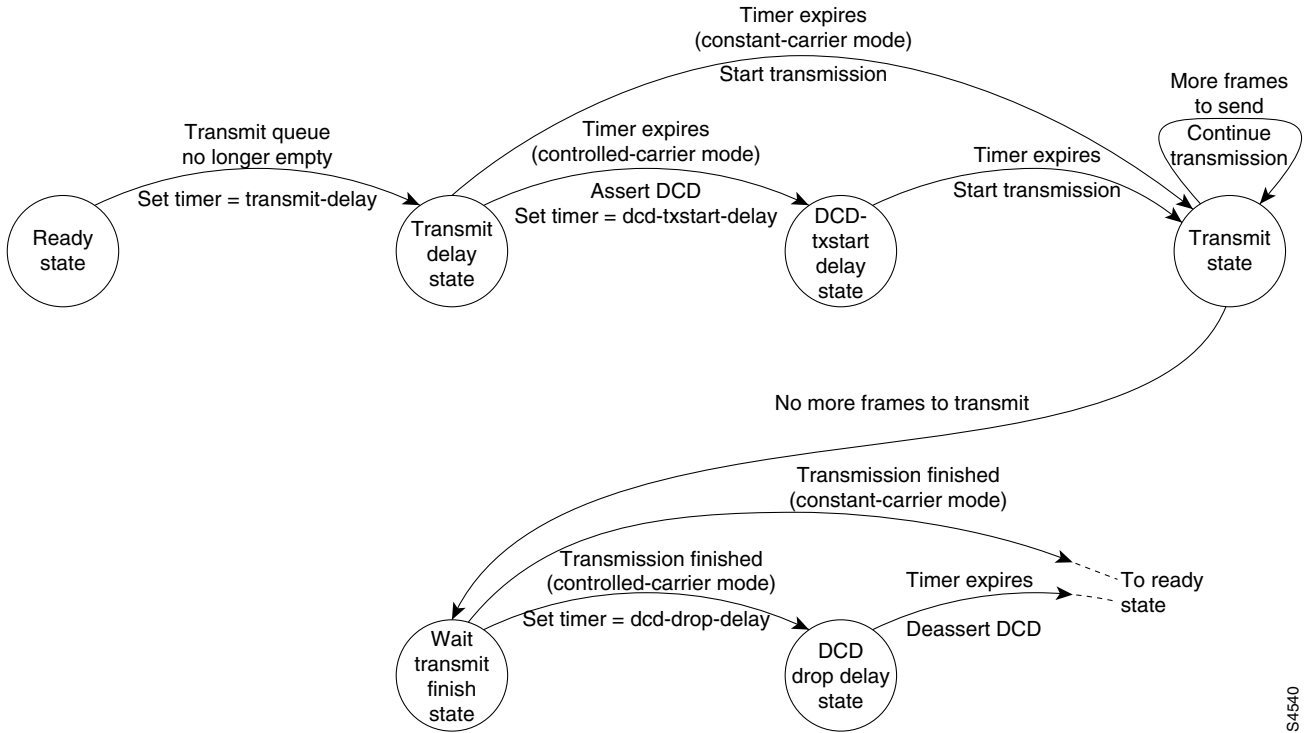 Timer expires
(constant-carrier mode)
Start transmission
More frames
to send
Continue
transmission
Transmit queue
no longer empty
Set timer = transmit-delay
Timer expires
(controlled-carrier mode)
Assert DCD
Set timer = dcd-txstart-delay
Timer expires
Start transmission
Ready
state
Transmit
delay
state
DCD-
txstart
delay
state
Transmit
state
No more frames to transmit
Transmission finished
(constant-carrier mode)
Transmission finished
(controlled-carrier mode)
Set timer = dcd-drop-delay
Timer expires
Deassert DCD
To ready
state
Wait
transmit
finish
state
DCD
drop delay
state
S4540